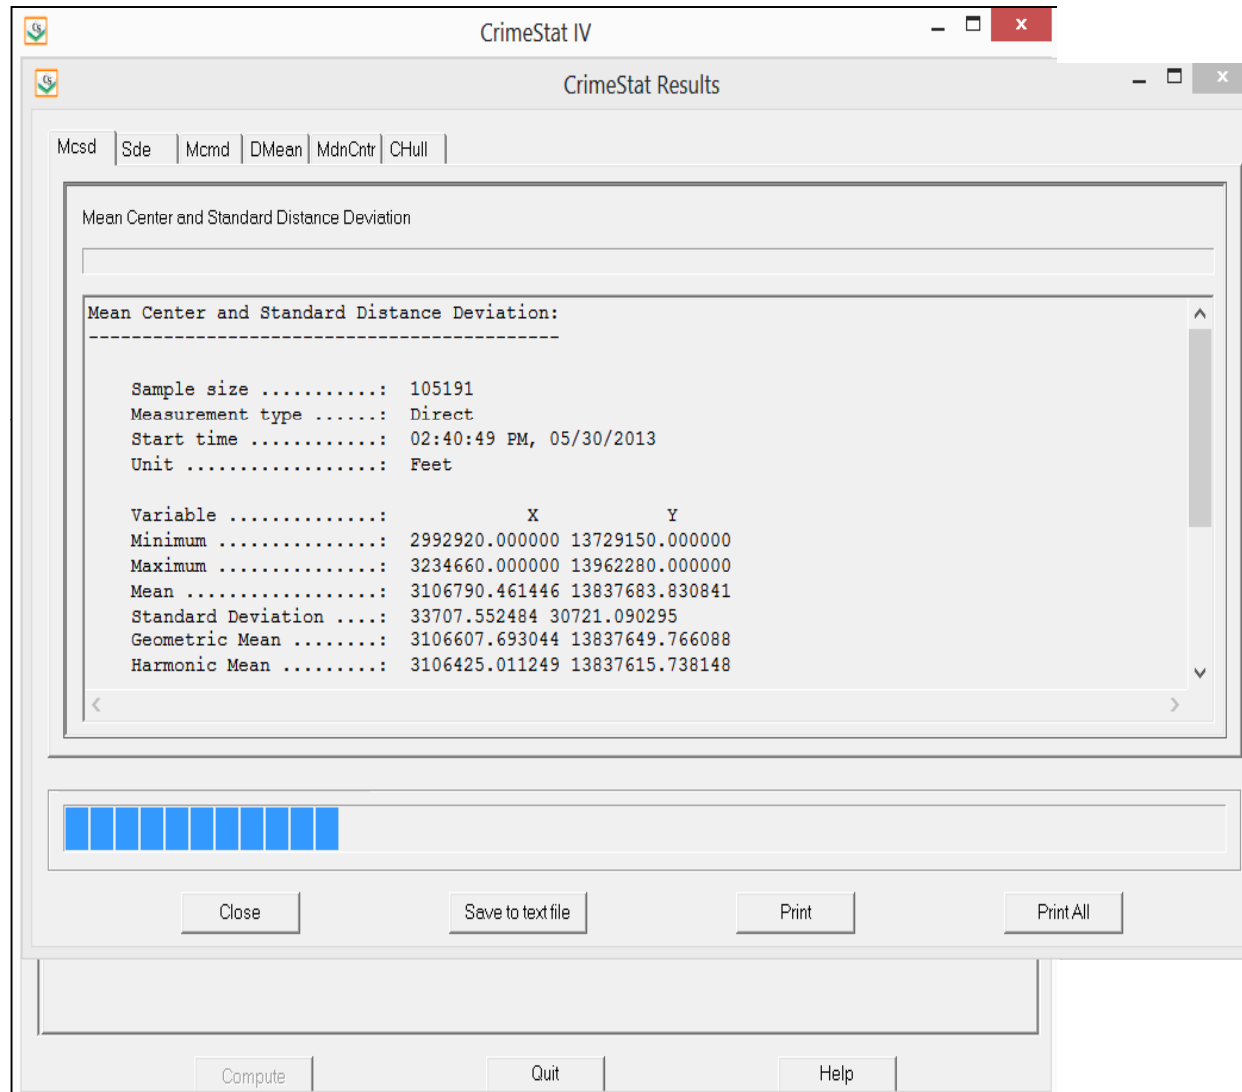 CrimeStat IV
CrimeStat Results
Mcsd Sde Mcmd DMean MdnCntr CHull
Mean Center and Standard Distance Deviation
Mean Center and Standard Distance Deviation:
--------------------------------------------
Sample size ...........: 105191
Measurement type ......: Direct
Start time ............: 02:40:49 PM, 05/30/2013
Unit ..................: Feet
Variable ..............: X Y
Minimum ...............: 2992920.000000 13729150.000000
Maximum ...............: 3234660.000000 13962280.000000
Mean ..................: 3106790.461446 13837683.830841
Standard Deviation ....: 33707.552484 30721.090295
Geometric Mean ........: 3106607.693044 13837649.766088
Harmonic Mean .........: 3106425.011249 13837615.738148
Close Save to text file Print Print All
Compute Quit Help